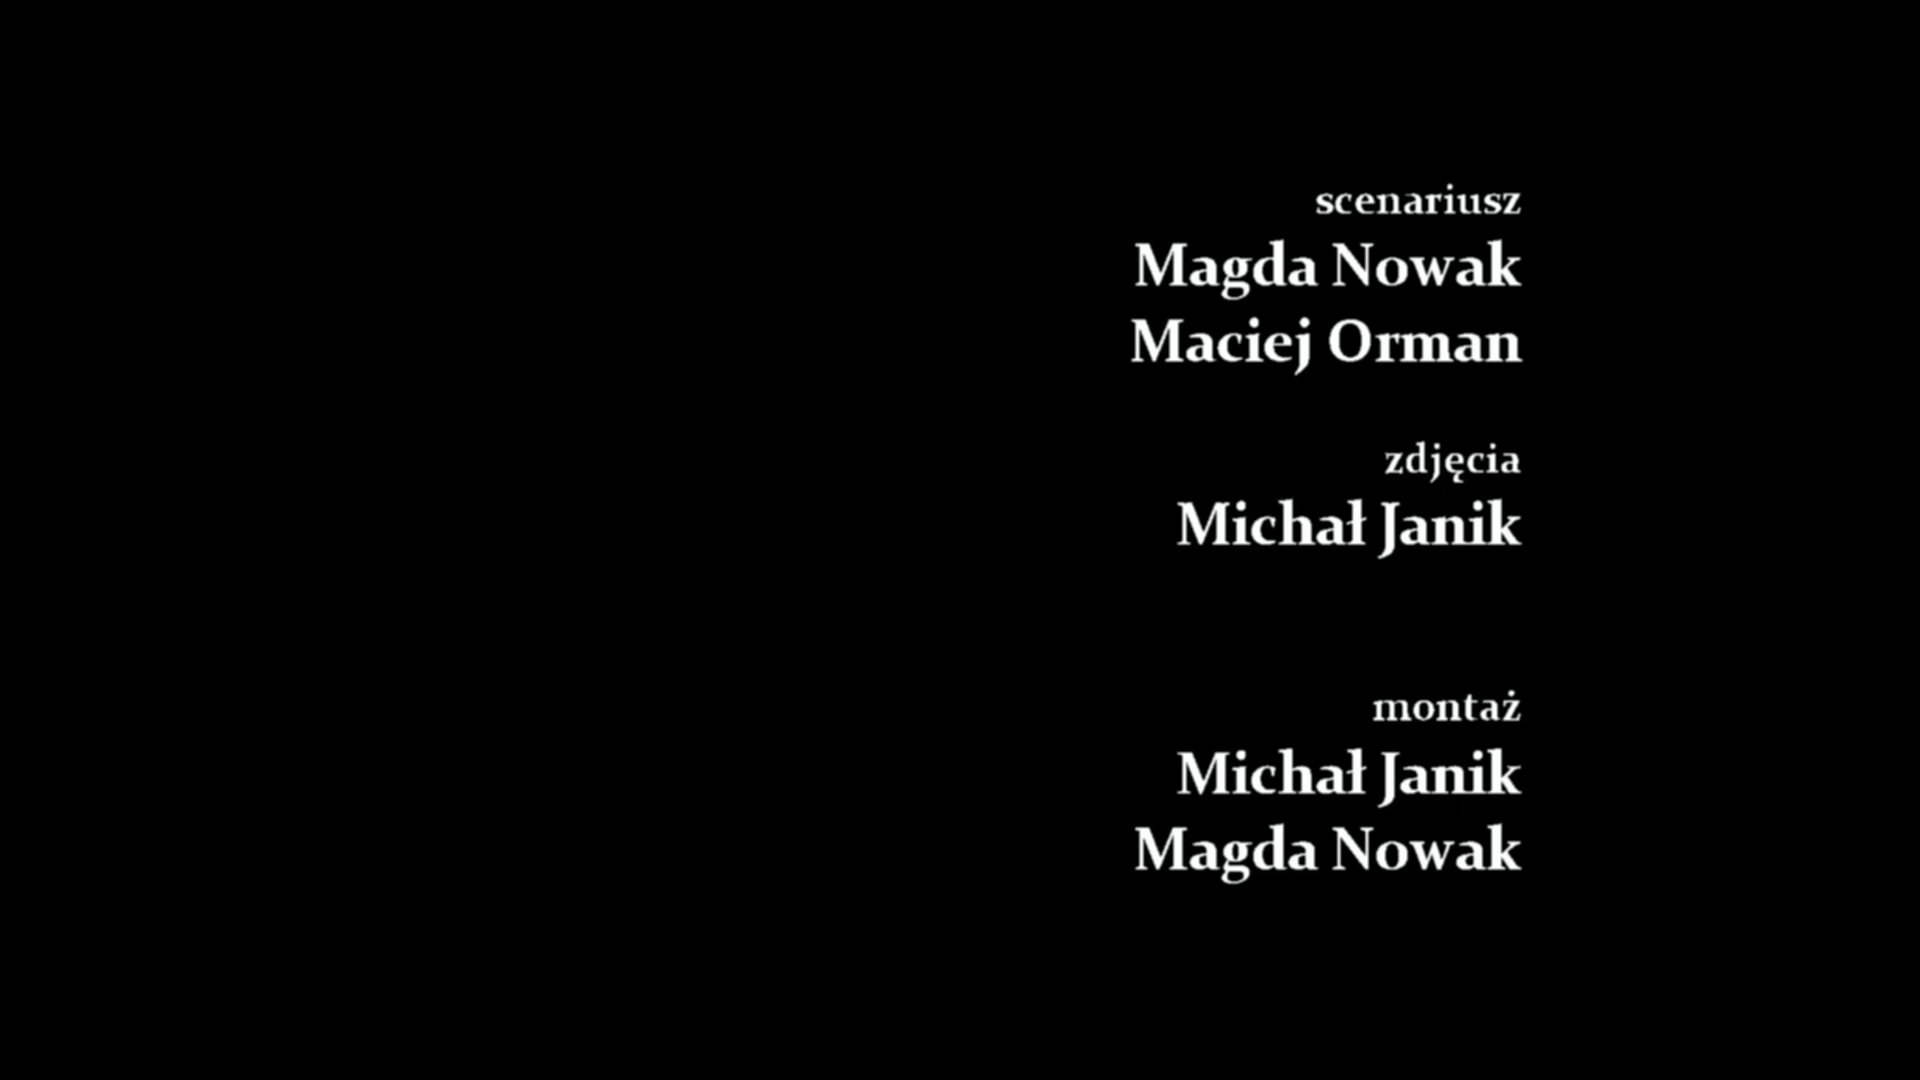 scenariusz
Magda Nowak
Maciej Orman
zdjęcia
Michał Janik
montaż
Michał Janik
Magda Nowak